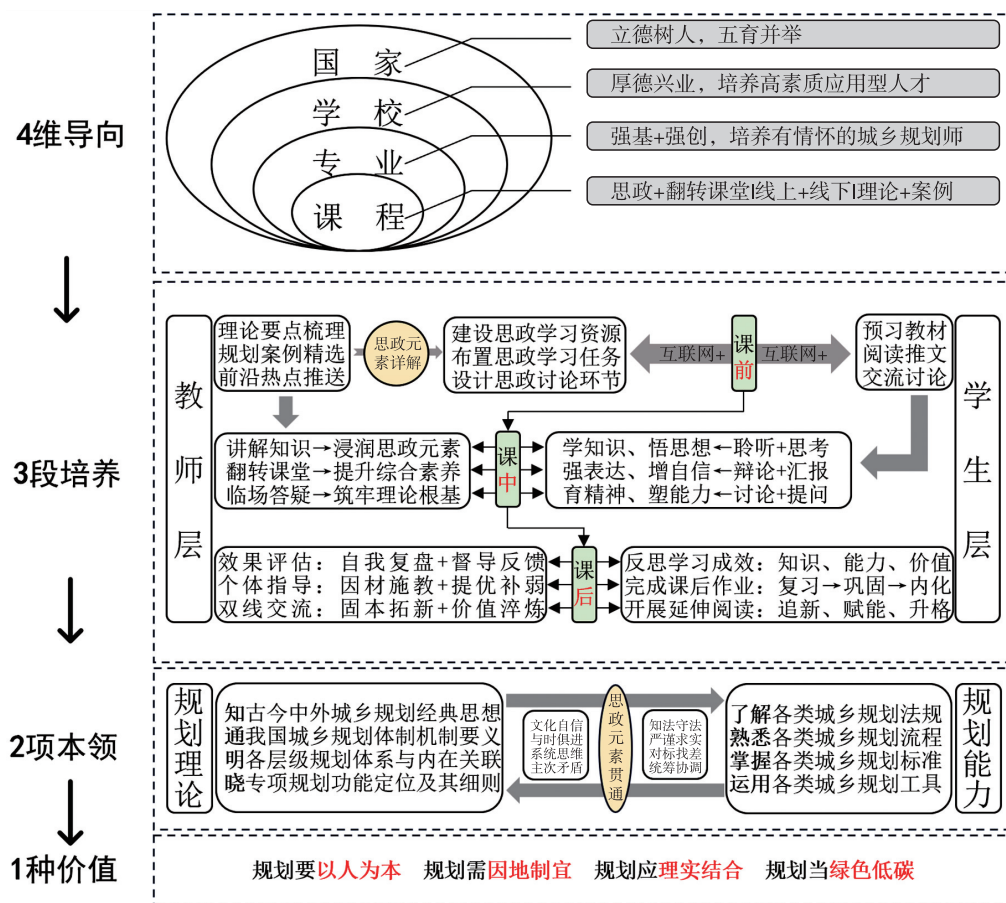 4维导向
国 家
学 校
专 业
课 程
立德树人，五育并举
厚德兴业，培养高素质应用型人才
强基+强创，培养有情怀的城乡规划师
思政+翻转课堂|线上+线下|理论+案例
3段培养
教师层
理论要点梳理
规划案例精选
前沿热点推送
思政元
素详解
建设思政学习资源
布置思政学习任务
设计思政讨论环节
互联网+
课前
互联网+
预习教材
阅读推文
交流讨论
学生层
讲解知识→浸润思政元素
翻转课堂→提升综合素养
临场答疑→筑牢理论根基
课中
学知识、悟思想←聆听+思考
强表达、增自信←辩论+汇报
育精神、塑能力←讨论+提问
效果评估：自我复盘+督导反馈
个体指导：因材施教+提优补弱
双线交流：固本拓新+价值淬炼
课后
反思学习成效：知识、能力、价值
完成课后作业：复习→巩固→内化
开展延伸阅读：追新、赋能、升格
2项本领
规划理论
知古今中外城乡规划经典思想
通我国城乡规划体制机制要义
明各层级规划体系与内在关联
晓专项规划功能定位及其细则
文化自信
与时俱进
系统思维
主次矛盾
思政元素贯通
知法守法
严谨求实
对标找差
统筹协调
了解各类城乡规划法规
熟悉各类城乡规划流程
掌握各类城乡规划标准
运用各类城乡规划工具
规划能力
1种价值
规划要以人为本 规划需因地制宜 规划应理实结合 规划当绿色低碳